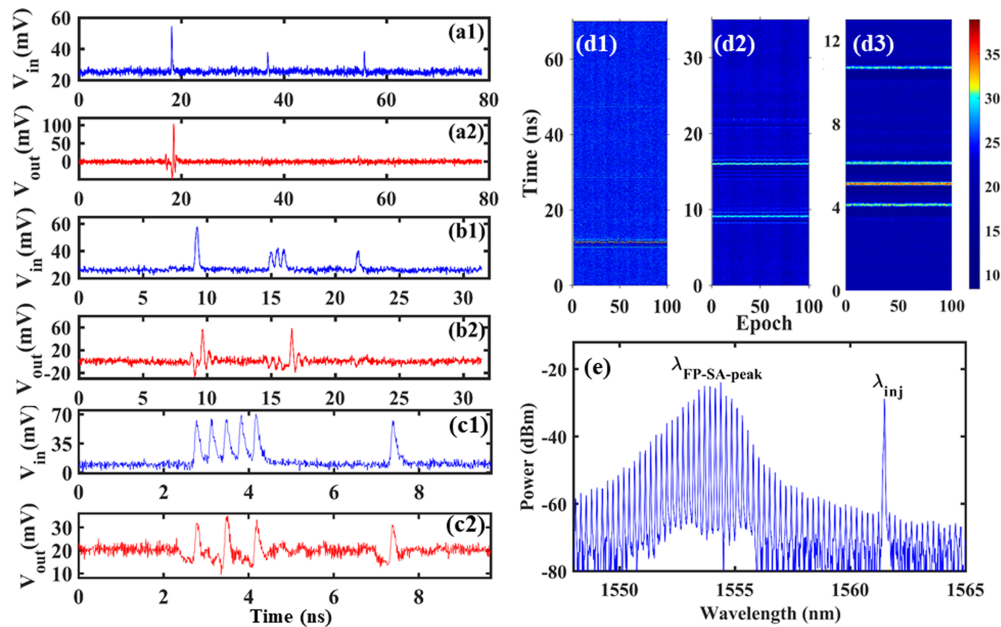 60
40
20
V_in(mV)
(a1)
0 20 40 60 80
100
50
0
V_out(mV)
(a2)
0 20 40 60 80
60
40
20
V_in(mV)
(b1)
0 5 10 15 20 25 30
60
20
-20
V_out(mV)
(b2)
0 5 10 15 20 25 30
70
35
0
V_in(mV)
(c1)
0 2 4 6 8
30
20
10
V_out(mV)
(c2)
0 2 4 6 8
Time (ns)
(d1)
60
40
20
0
Time (ns)
0 50 100
(d2)
30
20
10
0
0 50 100
(d3)
12
8
4
0
0 50 100
Epoch
35
30
25
20
15
10
(e)
λ_FP-SA-peak
λ_inj
-20
-40
-60
-80
Power (dBm)
1550 1555 1560 1565
Wavelength (nm)